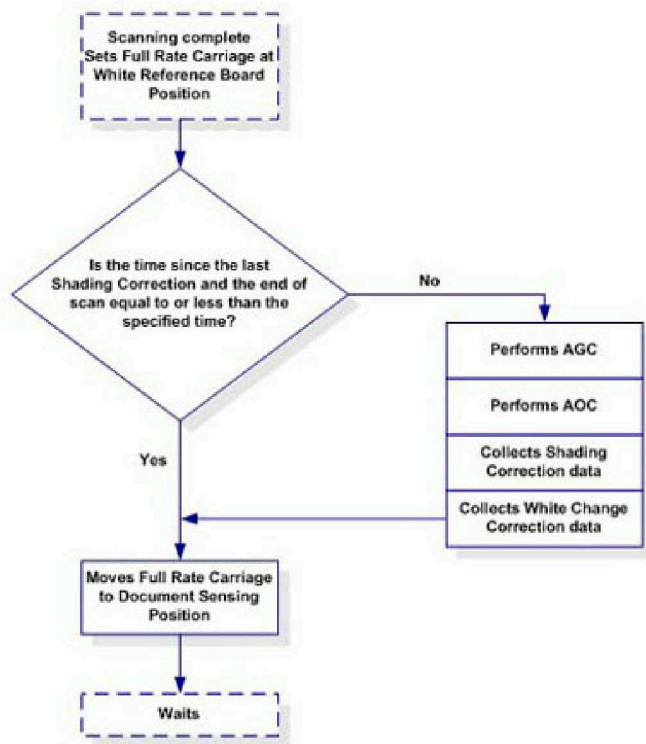 Scanning complete
Sets Full Rate Carriage at
White Reference Board
Position
Is the time since the last
Shading Correction and the end of
scan equal to or less than the
specified time?
No
Performs AGC
Performs AOC
Collects Shading
Correction data
Collects White Change
Correction data
Yes
Moves Full Rate Carriage
to Document Sensing
Position
Waits